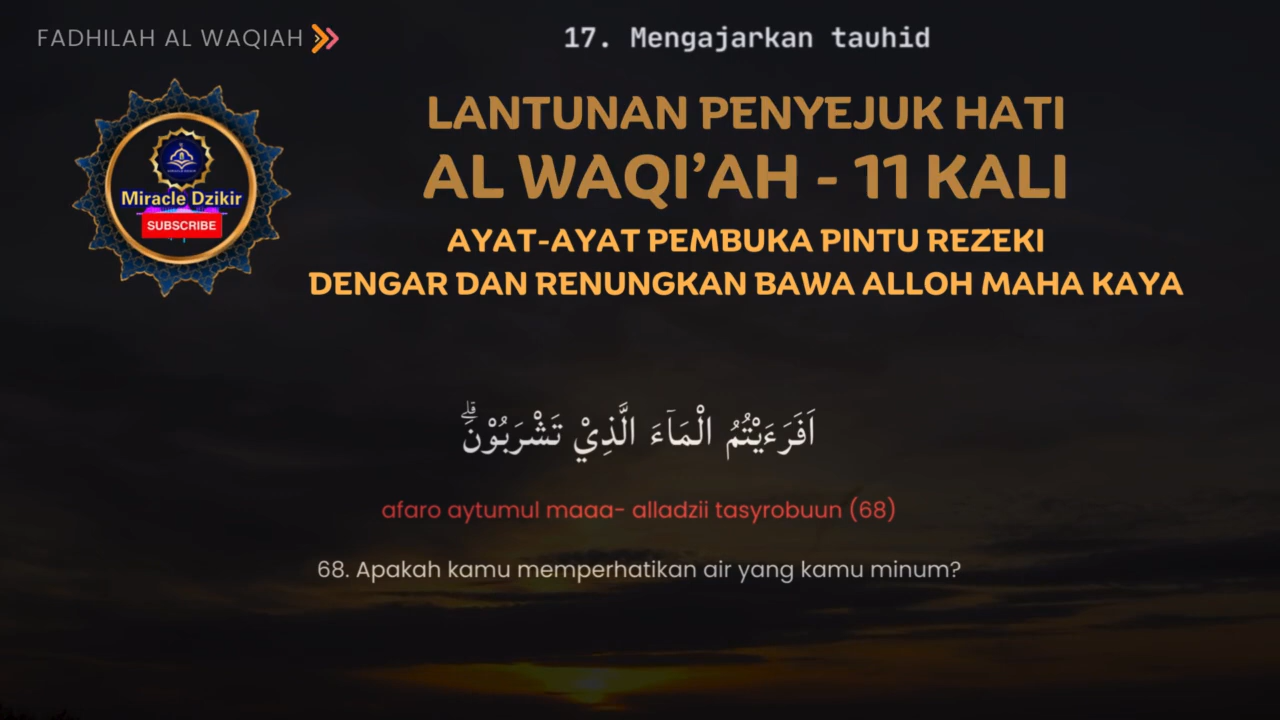 FADHILAH AL WAQIAH
17. Mengajarkan tauhid
LANTUNAN PENYEJUK HATI
AL WAQI'AH - 11 KALI
AYAT-AYAT PEMBUKA PINTU REZEKI
DENGAR DAN RENUNGKAN BAWA ALLOH MAHA KAYA
Miracle Dzikir
SUBSCRIBE
اَفَرَءَيْتُمُ الْمَاۤءَ الَّذِيْ تَشْرَبُوْنَۗ
afaro aytumul maaa- alladzii tasyrobuun (68)
68. Apakah kamu memperhatikan air yang kamu minum?